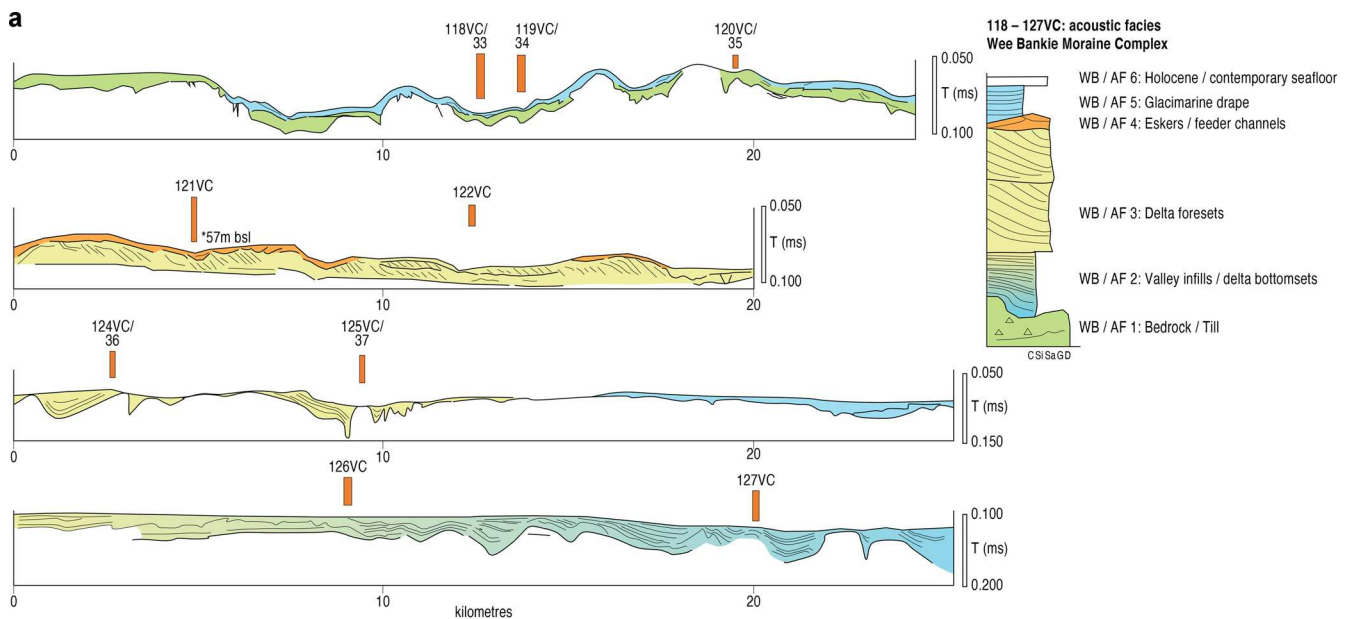 a
118VC/
33
119VC/
34
120VC/
35
0.050
T (ms)
0.100
0
10
20
121VC
*57m bsl
122VC
0.050
T (ms)
0.100
0
10
20
124VC/
36
125VC/
37
0.050
T (ms)
0.150
0
10
20
126VC
127VC
0.100
T (ms)
0.200
0
10
20
kilometres
118 – 127VC: acoustic facies
Wee Bankie Moraine Complex
WB / AF 6: Holocene / contemporary seafloor
WB / AF 5: Glacimarine drape
WB / AF 4: Eskers / feeder channels
WB / AF 3: Delta foresets
WB / AF 2: Valley infills / delta bottomsets
WB / AF 1: Bedrock / Till
C Si Sa G D